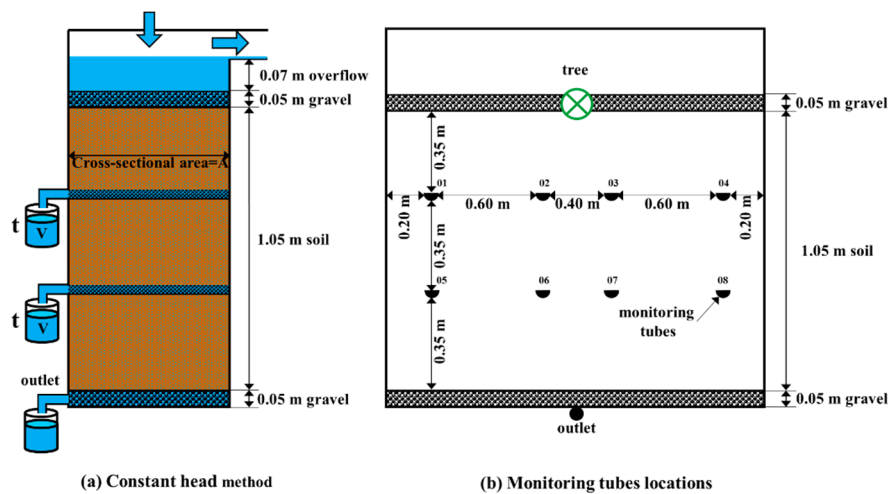 0.07 m overflow
0.05 m gravel
Cross-sectional area=A
t
V
1.05 m soil
t
V
outlet
0.05 m gravel
(a) Constant head method
tree
0.05 m gravel
0.35 m
01
02
03
04
0.60 m
0.40 m
0.60 m
0.20 m
0.20 m
0.35 m
1.05 m soil
05
06
07
08
monitoring
tubes
0.35 m
0.05 m gravel
outlet
(b) Monitoring tubes locations